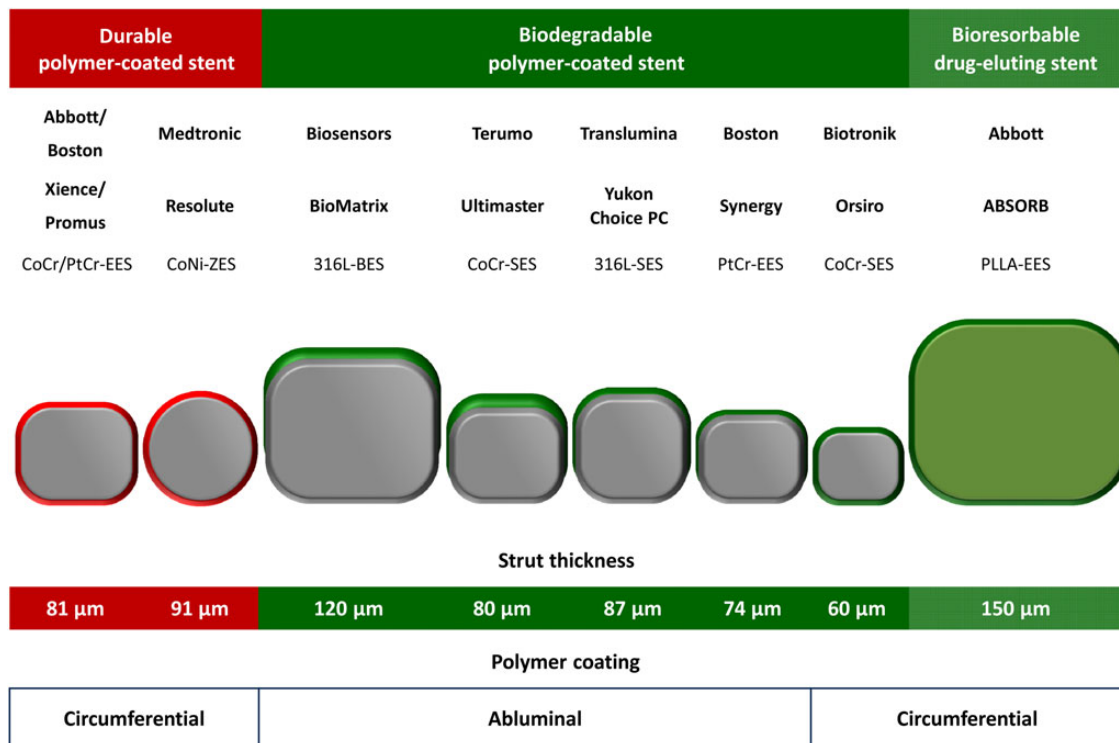 Durable
polymer-coated stent
Biodegradable
polymer-coated stent
Bioresorbable
drug-eluting stent
Abbott/
Boston
Medtronic
Biosensors
Terumo
Translumina
Boston
Biotronik
Abbott
Xience/
Promus
Resolute
BioMatrix
Ultimaster
Yukon
Choice PC
Synergy
Orsiro
ABSORB
CoCr/PtCr-EES
CoNi-ZES
316L-BES
CoCr-SES
316L-SES
PtCr-EES
CoCr-SES
PLLA-EES
Strut thickness
81 µm
91 µm
120 µm
80 µm
87 µm
74 µm
60 µm
150 µm
Polymer coating
Circumferential
Abluminal
Circumferential